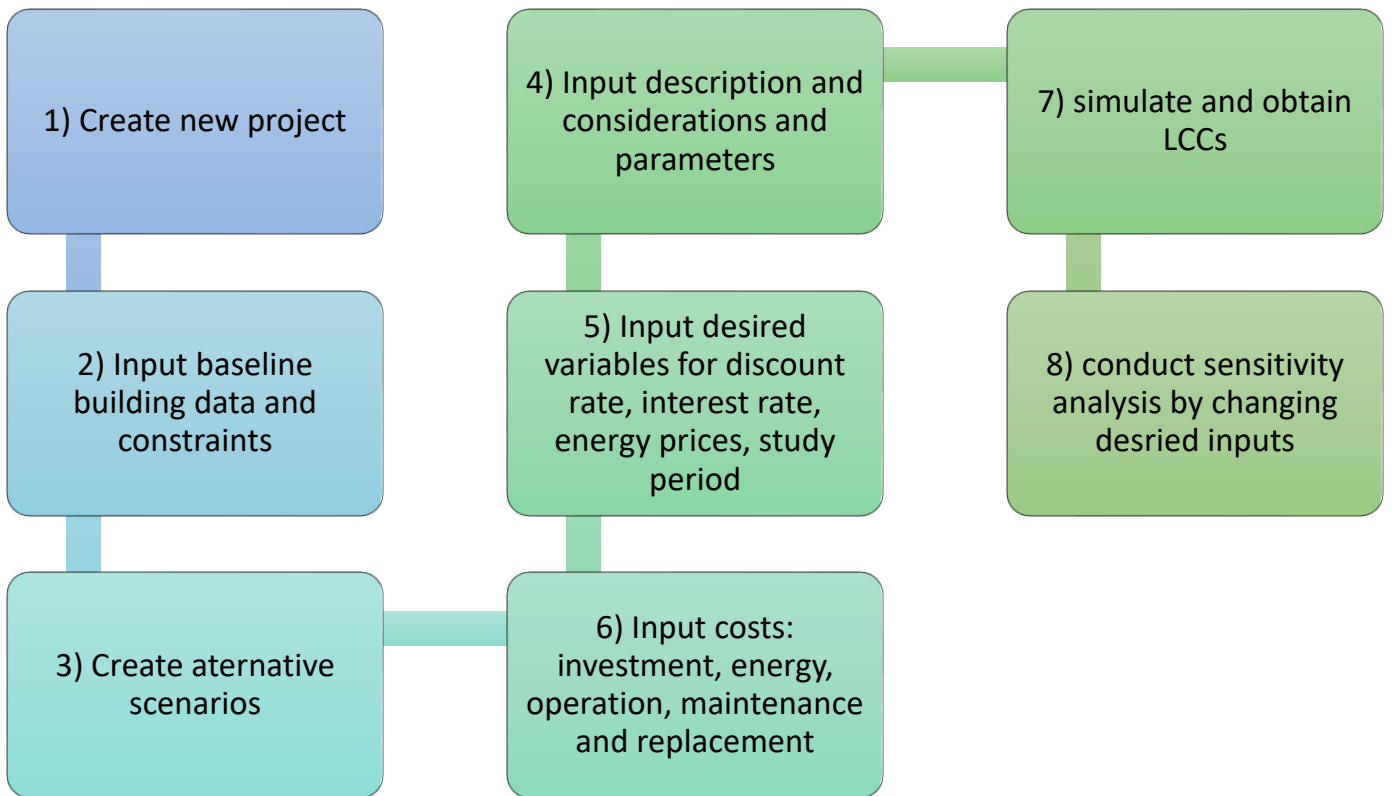 1) Create new project
2) Input baseline
building data and
constraints
3) Create aternative
scenarios
4) Input description and
considerations and
parameters
5) Input desired
variables for discount
rate, interest rate,
energy prices, study
period
6) Input costs:
investment, energy,
operation, maintenance
and replacement
7) simulate and obtain
LCCs
8) conduct sensitivity
analysis by changing
desried inputs